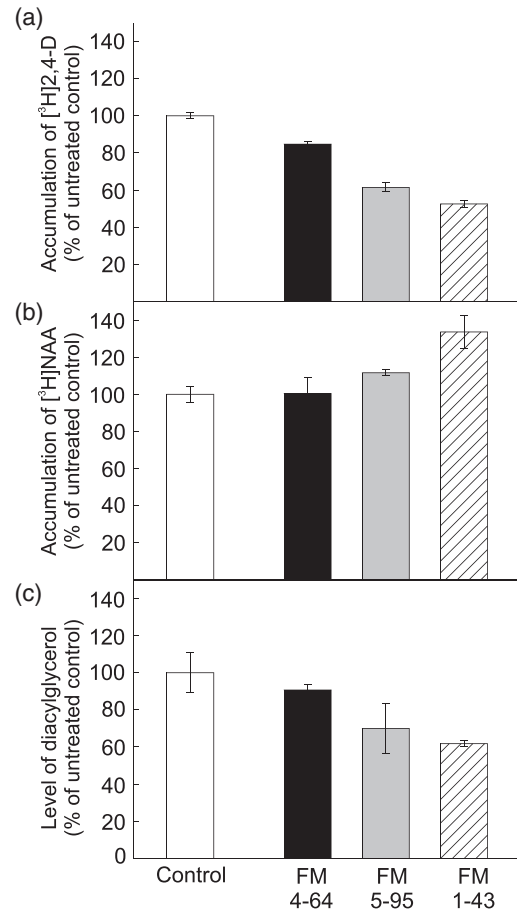 (a)
Accumulation of [³H]2,4-D
(% of untreated control)
140
120
100
80
60
40
20
(b)
Accumulation of [³H]NAA
(% of untreated control)
140
120
100
80
60
40
20
(c)
Level of diacylglycerol
(% of untreated control)
140
120
100
80
60
40
20
0
Control
FM
4-64
FM
5-95
FM
1-43